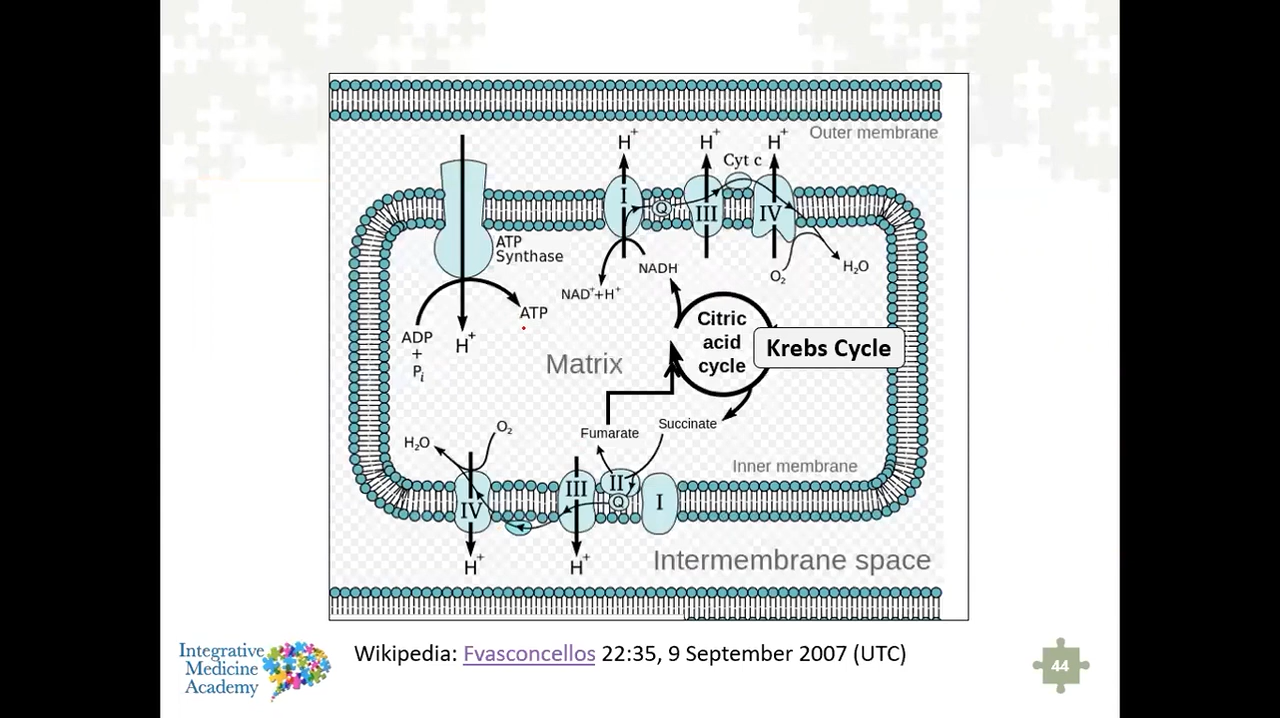 Outer membrane
H+
H+
H+
Cyt c
I
Q
III
IV
ATP
Synthase
NADH
O2
H2O
NAD+ +H+
ATP
ADP
+
Pi
H+
Matrix
Citric
acid
cycle
Krebs Cycle
Fumarate
Succinate
H2O
O2
Inner membrane
IV
III
II
Q
I
H+
H+
Intermembrane space
Integrative
Medicine
Academy
Wikipedia: Fvasconcellos 22:35, 9 September 2007 (UTC)
44